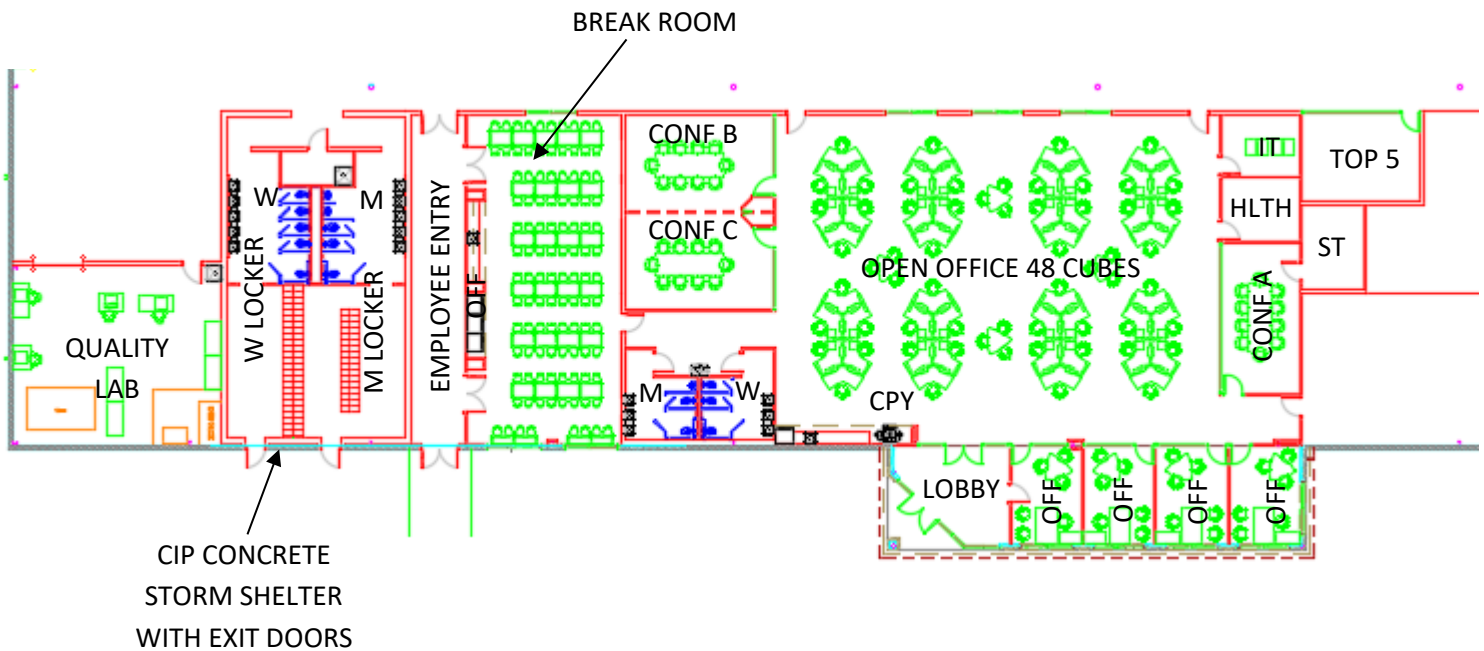 BREAK ROOM
CONF B
IT
TOP 5
W
M
HLTH
CONF C
ST
OPEN OFFICE 48 CUBES
W LOCKER
M LOCKER
EMPLOYEE ENTRY
OFF
CONF A
QUALITY
LAB
M
W
CPY
LOBBY
OFF
OFF
OFF
OFF
CIP CONCRETE
STORM SHELTER
WITH EXIT DOORS